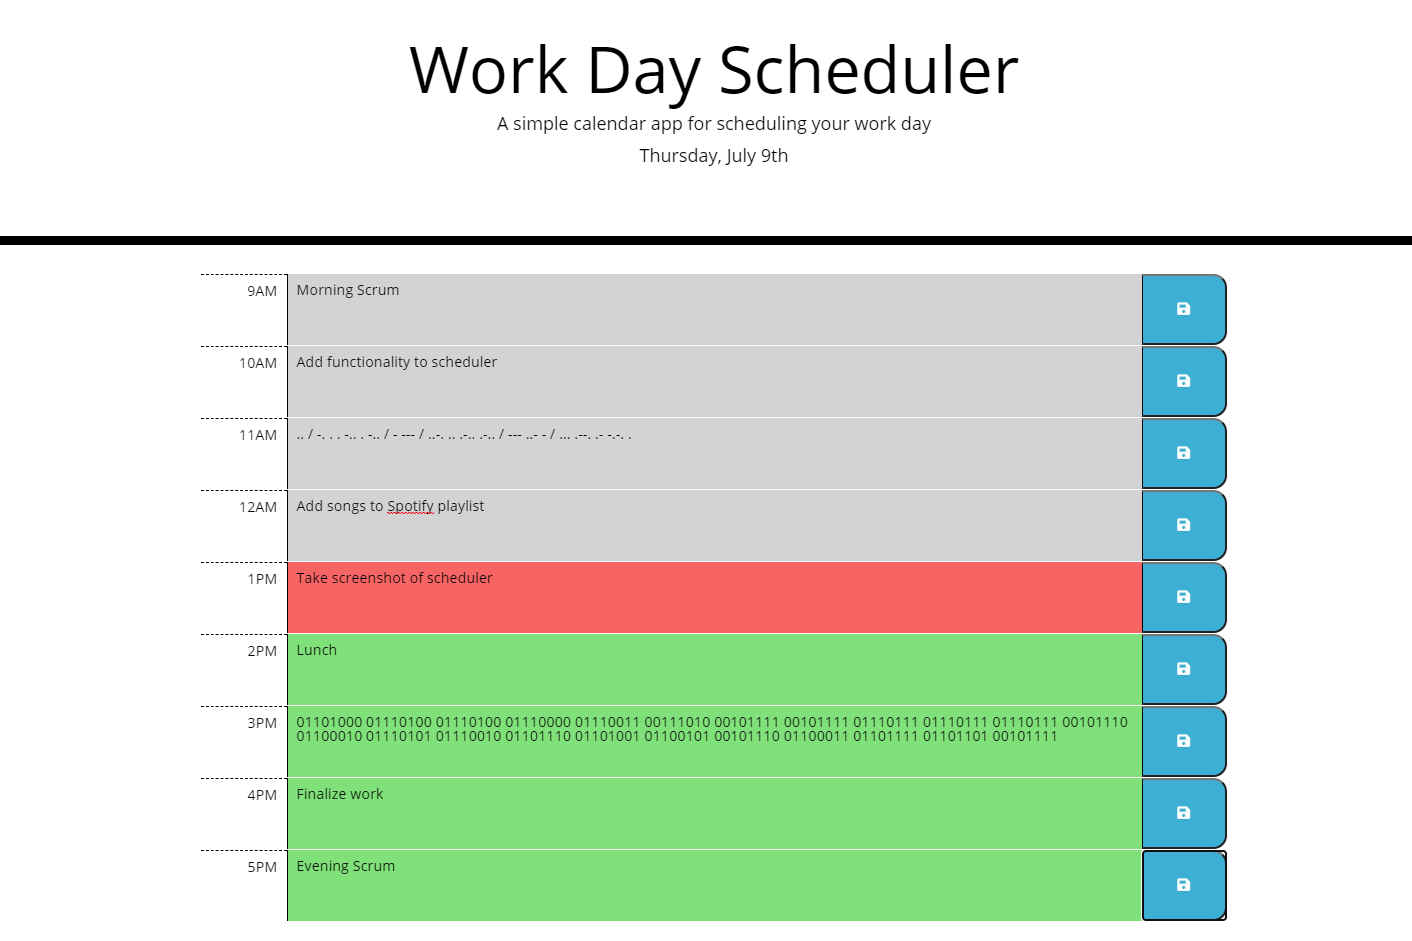 Work Day Scheduler
A simple calendar app for scheduling your work day
Thursday, July 9th
9AM Morning Scrum
10AM Add functionality to scheduler
11AM .. / -. . . -.. . -.. / - --- / ..-. .. .-.. .-.. / --- ..- - / ... .--. .- -.-. .
12AM Add songs to Spotify playlist
1PM Take screenshot of scheduler
2PM Lunch
3PM 01101000 01110100 01110100 01110000 01110011 00111010 00101111 00101111 01110111 01110111 01110111 00101110
01100010 01110101 01110010 01101110 01101001 01100101 00101110 01100011 01101111 01101101 00101111
4PM Finalize work
5PM Evening Scrum